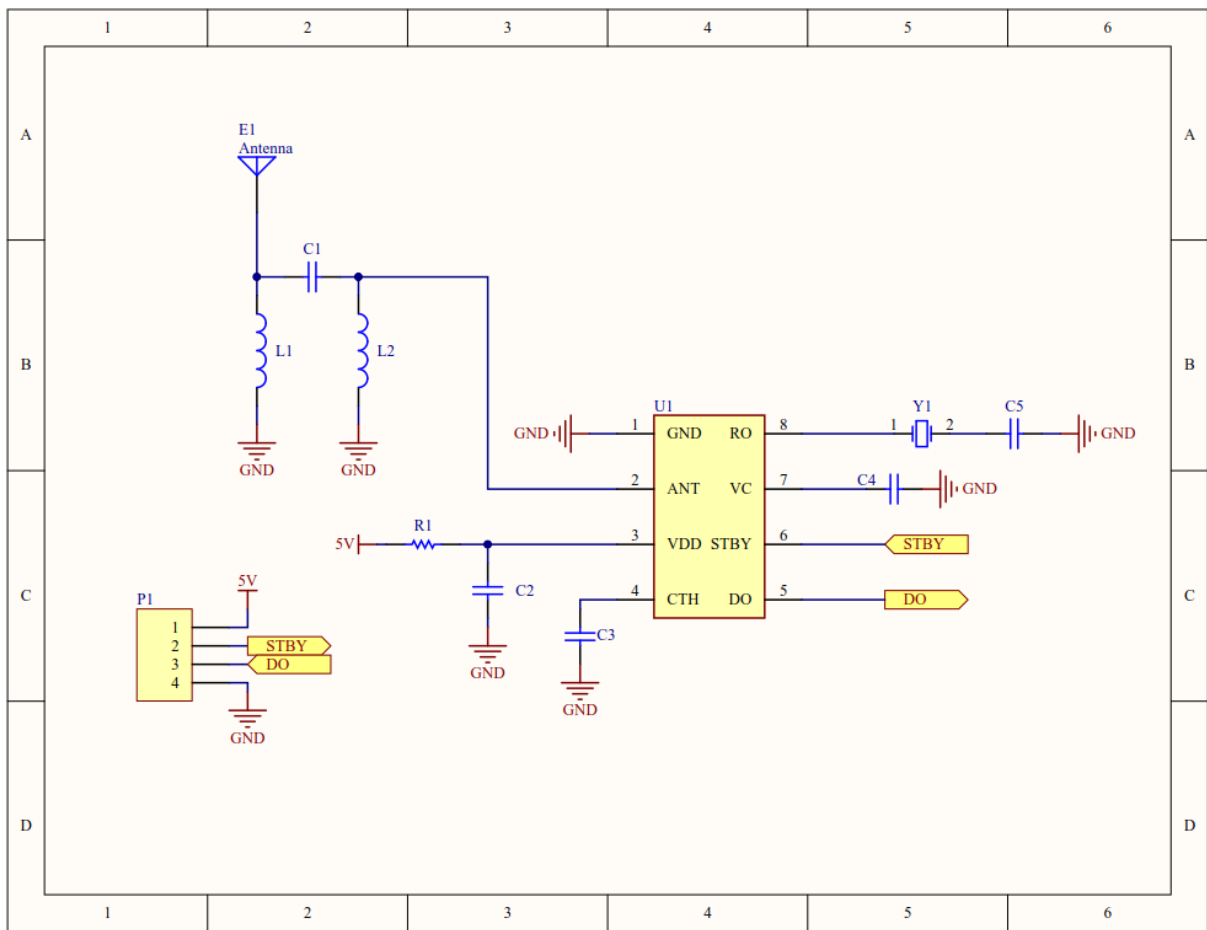 1 2 3 4 5 6
A A
E1
Antenna
C1
B B
L1 L2
U1 Y1 C5
GND 1 GND RO 8 1 2 GND
GND GND
2 ANT VC 7 C4 GND
R1
5V 3 VDD STBY 6 STBY
C C
5V C2
P1 4 CTH DO 5 DO
1 C3
2 STBY
3 DO
GND
4
GND
GND
D D
1 2 3 4 5 6